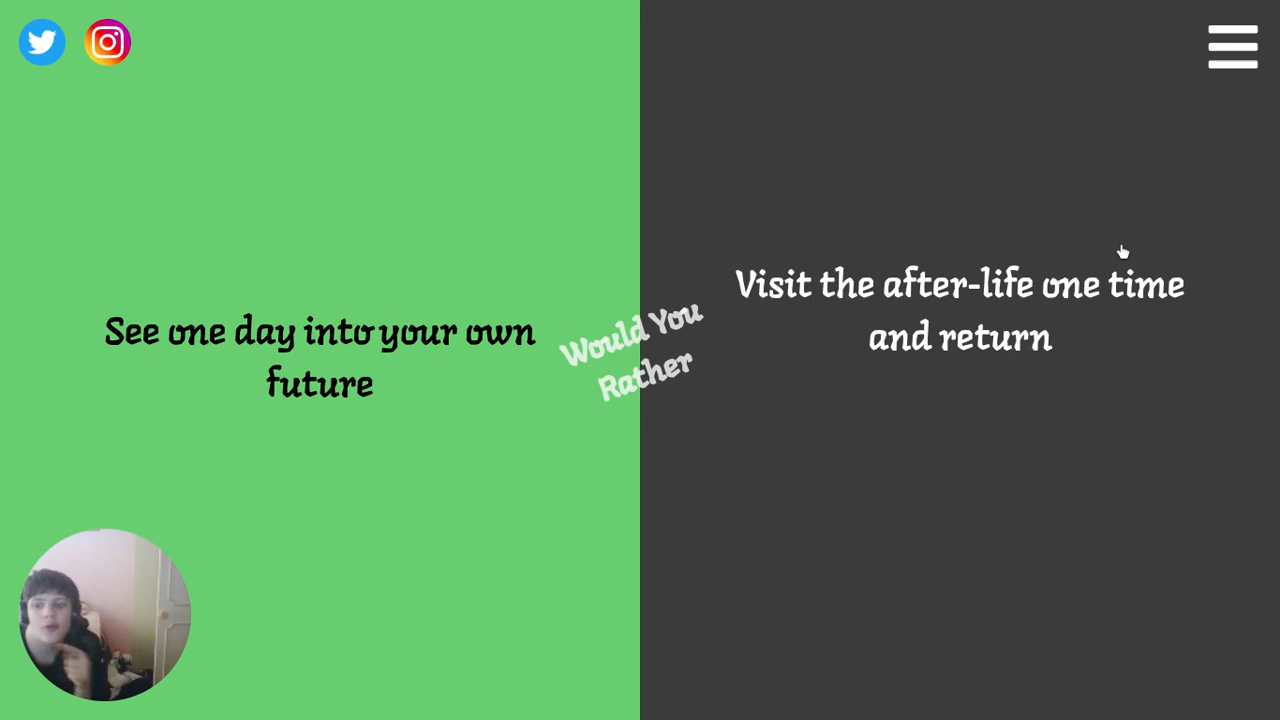 See one day into your own
future
Would You
Rather
Visit the after-life one time
and return